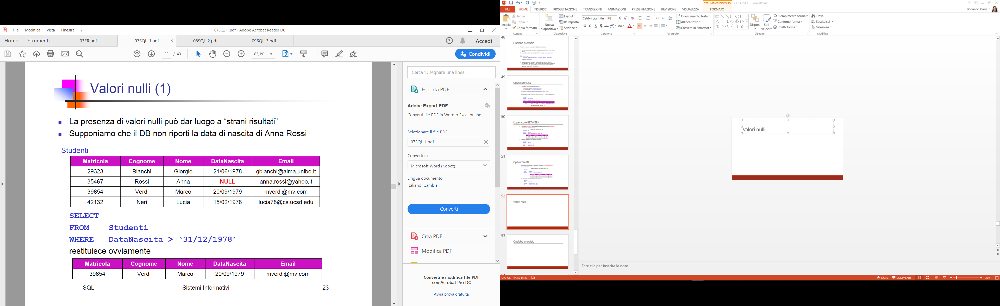 File Modifica Vista Finestra ?
07SQL-1.pdf - Adobe Acrobat Reader DC
Home Strumenti 03ER.pdf 07SQL-1.pdf × 08SQL-2.pdf 09SQL-3.pdf
Accedi
23 / 43
83,1%
Condividi
Valori nulli (1)
La presenza di valori nulli può dar luogo a “strani risultati”
Supponiamo che il DB non riporti la data di nascita di Anna Rossi
Studenti
Matricola Cognome Nome DataNascita Email
29323 Bianchi Giorgio 21/06/1978 gbianchi@alma.unibo.it
35467 Rossi Anna NULL anna.rossi@yahoo.it
39654 Verdi Marco 20/09/1979 mverdi@mv.com
42132 Neri Lucia 15/02/1978 lucia78@cs.ucsd.edu
SELECT
FROM Studenti
WHERE DataNascita > ‘31/12/1978’
restituisce ovviamente
Matricola Cognome Nome DataNascita Email
39654 Verdi Marco 20/09/1979 mverdi@mv.com
SQL Sistemi Informativi 23
Cerca 'Disegnare una linea'
Esporta PDF
Adobe Export PDF
Converti file PDF in Word o Excel online
Selezionare il file PDF
07SQL-1.pdf
Converti in
Microsoft Word (*.docx)
Lingua documento:
Italiano Cambia
Converti
Crea PDF
Modifica PDF
Converti e modifica file PDF
con Acrobat Pro DC
Avvia prova gratuita
STRUMENTI DISEGNO CORSO SQL - PowerPoint
FILE HOME INSERISCI PROGETTAZIONE TRANSIZIONI ANIMAZIONI PRESENTAZIONE REVISIONE VISUALIZZA FORMATO
Bonanno Daria
Incolla
Taglia
Copia
Copia formato
Appunti
Nuova
diapositiva
Layout
Reimposta
Sezione
Diapositive
Calibri Light (In 48
G C S S abc AV Aa A
Carattere
Orientamento testo
Allinea testo
Converti in SmartArt
Paragrafo
Disponi
Stili
veloci
Riempimento forma
Contorno forma
Effetti forma
Disegno
Trova
Sostituisci
Seleziona
Modifica
48
Qualche esercizio
49
Operatore LIKE
50
L'operatore BETWEEN
51
Operatore IN
52
Valori nulli
53
Qualche esercizio
Valori nulli
Fare clic per inserire le note
DIAPOSITIVA 52 DI 57
NOTE COMMENTI 33%